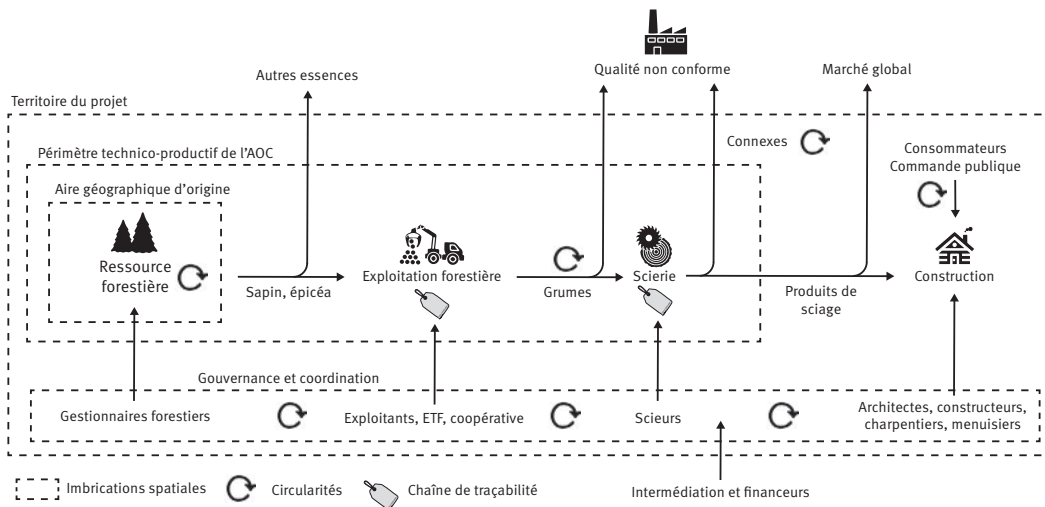 Autres essences
Qualité non conforme
Marché global
Territoire du projet
Connexes
Consommateurs
Commande publique
Périmètre technico-productif de l’AOC
Aire géographique d’origine
Ressource
forestière
Sapin, épicéa
Exploitation forestière
Grumes
Scierie
Produits de
sciage
Construction
Gouvernance et coordination
Gestionnaires forestiers
Exploitants, ETF, coopérative
Scieurs
Architectes, constructeurs,
charpentiers, menuisiers
Imbrications spatiales
Circularités
Chaîne de traçabilité
Intermédiation et financeurs